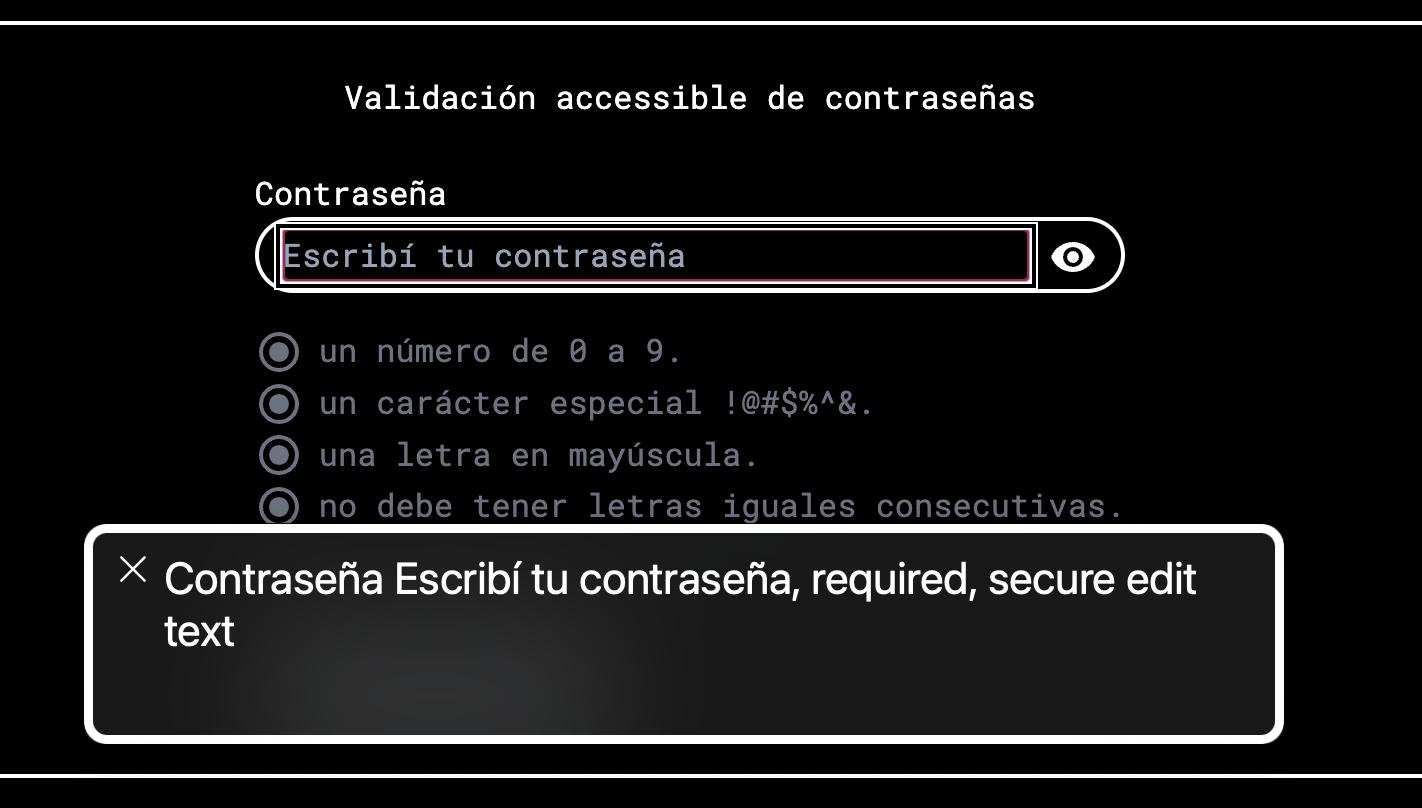 Validación accessible de contraseñas
Contraseña
Escribí tu contraseña
un número de 0 a 9.
un carácter especial !@#$%^&.
una letra en mayúscula.
no debe tener letras iguales consecutivas.
Contraseña Escribí tu contraseña, required, secure edit
text